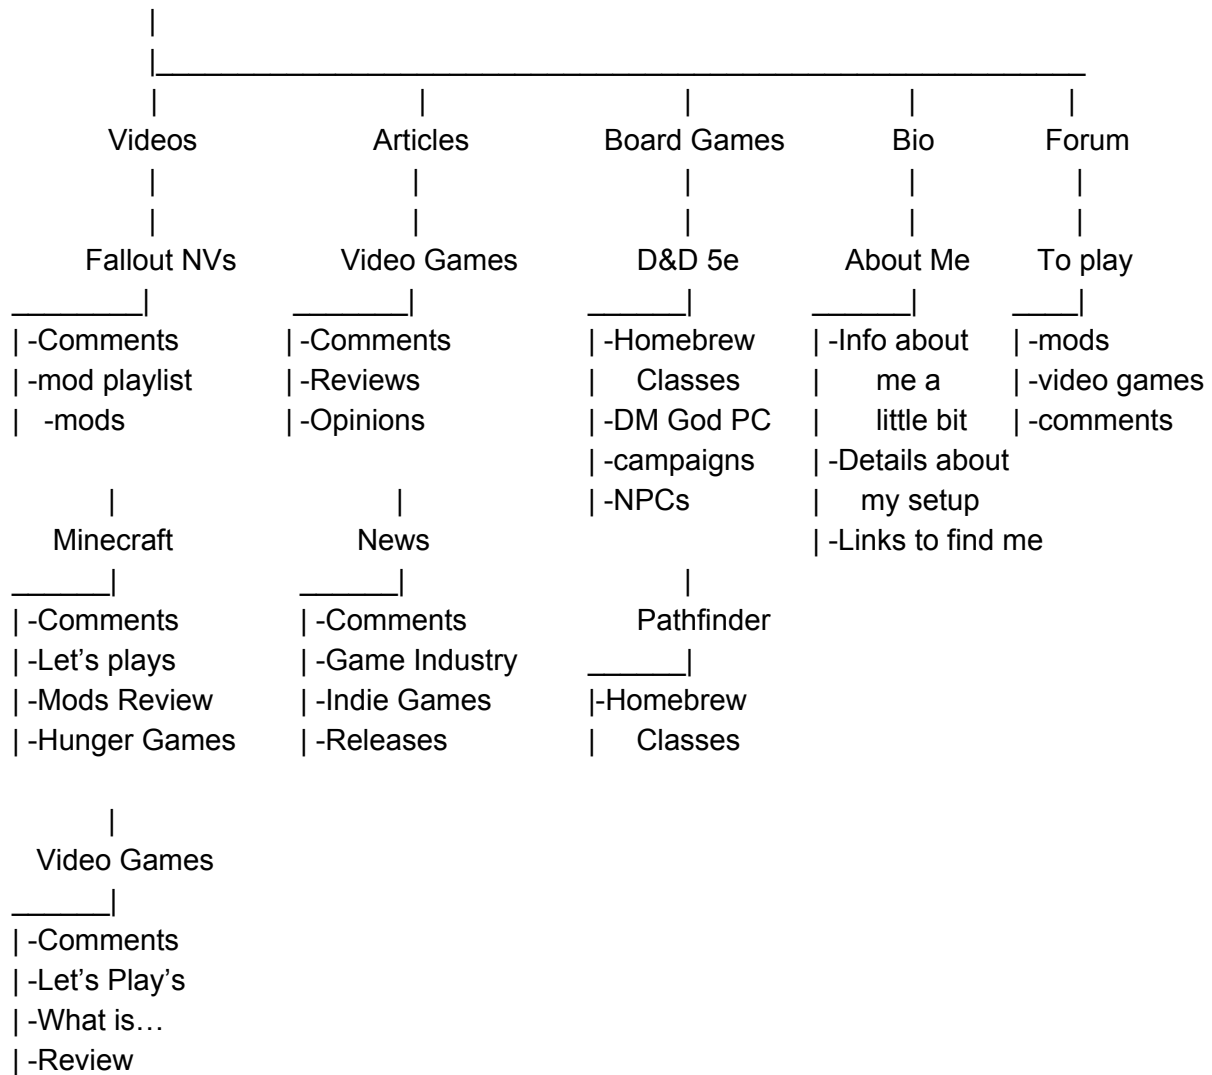 Videos Articles Board Games Bio Forum
Fallout NVs Video Games D&D 5e About Me To play
|-Comments |-Comments |-Homebrew |-Info about |-mods
|-mod playlist |-Reviews | Classes | me a |-video games
| -mods |-Opinions |-DM God PC | little bit |-comments
|-campaigns |-Details about
|-NPCs | my setup
Minecraft News |-Links to find me
|-Comments |-Comments Pathfinder
|-Let’s plays |-Game Industry
|-Mods Review |-Indie Games |-Homebrew
|-Hunger Games |-Releases | Classes
Video Games
|-Comments
|-Let’s Play’s
|-What is…
|-Review